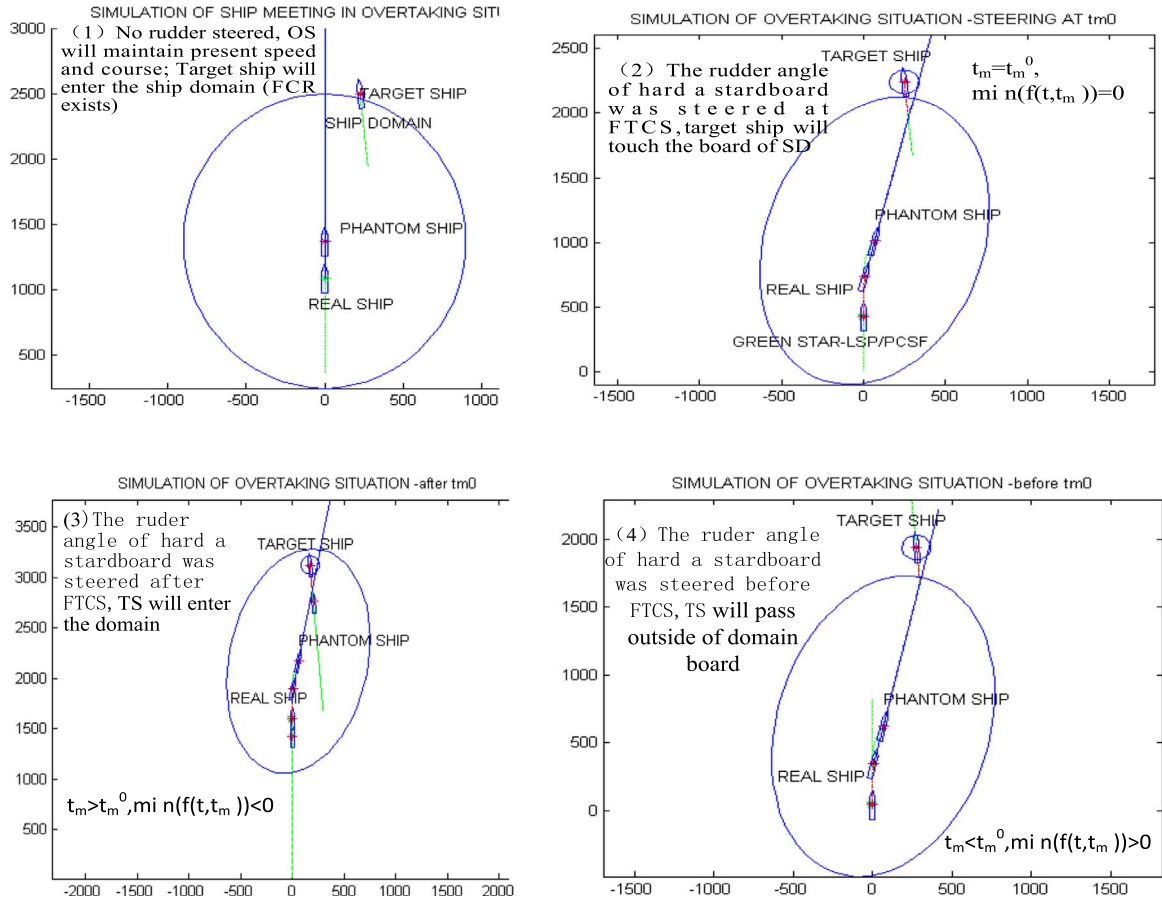 SIMULATION OF SHIP MEETING IN OVERTAKING SITU
（1）No rudder steered, OS
will maintain present speed
and course; Target ship will
enter the ship domain (FCR
exists)
TARGET SHIP
SHIP DOMAIN
PHANTOM SHIP
REAL SHIP
3000
2500
2000
1500
1000
500
-1500
-1000
-500
0
500
1000
SIMULATION OF OVERTAKING SITUATION -STEERING AT tm0
TARGET SHIP
（2）The rudder angle
of hard a stardboard
was steered at
FTCS,target ship will
touch the board of SD
tm=tm0,
mi n(f(t,tm ))=0
PHANTOM SHIP
REAL SHIP
GREEN STAR-LSP/PCSF
2500
2000
1500
1000
500
0
-1500
-1000
-500
0
500
1000
1500
SIMULATION OF OVERTAKING SITUATION -after tm0
(3)The ruder
angle of hard a
stardboard was
steered after
FTCS, TS will enter
the domain
TARGET SHIP
PHANTOM SHIP
REAL SHIP
tm>tm0,mi n(f(t,tm ))<0
3500
3000
2500
2000
1500
1000
500
-2000
-1500
-1000
-500
0
500
1000
1500
2000
SIMULATION OF OVERTAKING SITUATION -before tm0
TARGET SHIP
（4）The ruder angle
of hard a stardboard
was steered before
FTCS, TS will pass
outside of domain
board
PHANTOM SHIP
REAL SHIP
tm<tm0,mi n(f(t,tm ))>0
2000
1500
1000
500
0
-1500
-1000
-500
0
500
1000
1500